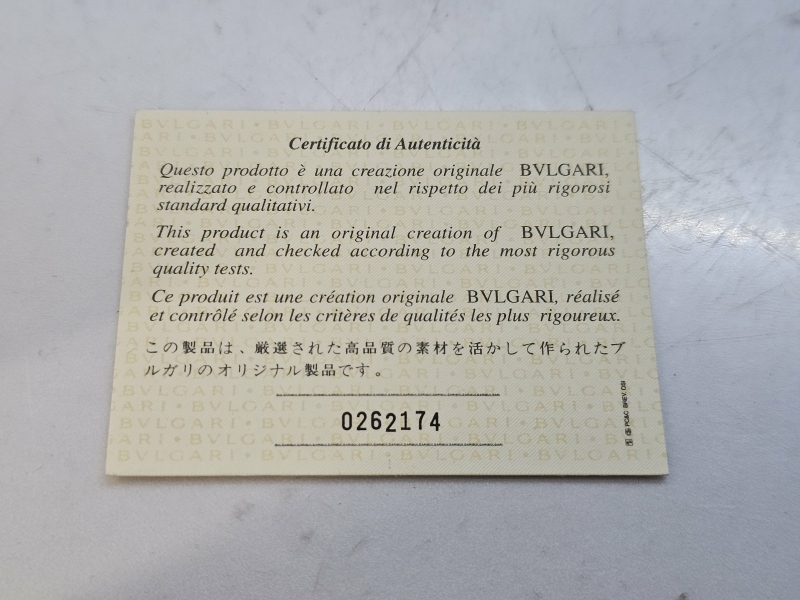 Certificato di Autenticità
Questo prodotto è una creazione originale BVLGARI,
realizzato e controllato nel rispetto dei più rigorosi
standard qualitativi.
This product is an original creation of BVLGARI,
created and checked according to the most rigorous
quality tests.
Ce produit est une création originale BVLGARI, réalisé
et contrôlé selon les critères de qualités les plus rigoureux.
この製品は、厳選された高品質の素材を活かして作られたブ
ルガリのオリジナル製品です。
0262174